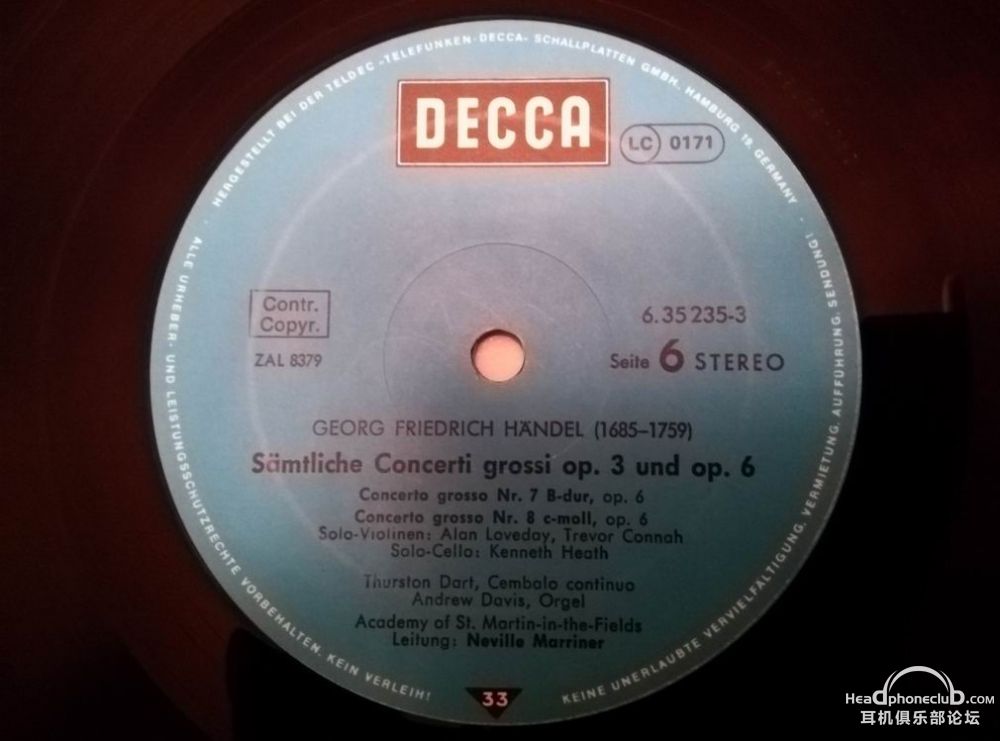 HERGESTELLT BEI DER TELDEC »TELEFUNKEN-DECCA« SCHALLPLATTEN GMBH, HAMBURG 19, GERMANY ·
DECCA
LC 0171
Contr.
Copyr.
ZAL 8379
6.35 235-3
Seite 6 STEREO
GEORG FRIEDRICH HÄNDEL (1685–1759)
Sämtliche Concerti grossi op. 3 und op. 6
Concerto grosso Nr. 7 B-dur, op. 6
Concerto grosso Nr. 8 c-moll, op. 6
Solo-Violinen: Alan Loveday, Trevor Connah
Solo-Cello: Kenneth Heath
Thurston Dart, Cembalo continuo
Andrew Davis, Orgel
Academy of St. Martin-in-the-Fields
Leitung: Neville Marriner
33
ALLE URHEBER- UND LEISTUNGSSCHUTZRECHTE VORBEHALTEN. KEIN VERLEIH!
KEINE UNERLAUBTE VERVIELFÄLTIGUNG, VERMIETUNG, AUFFÜHRUNG, SENDUNG!
Headphoneclub.com
耳机俱乐部论坛